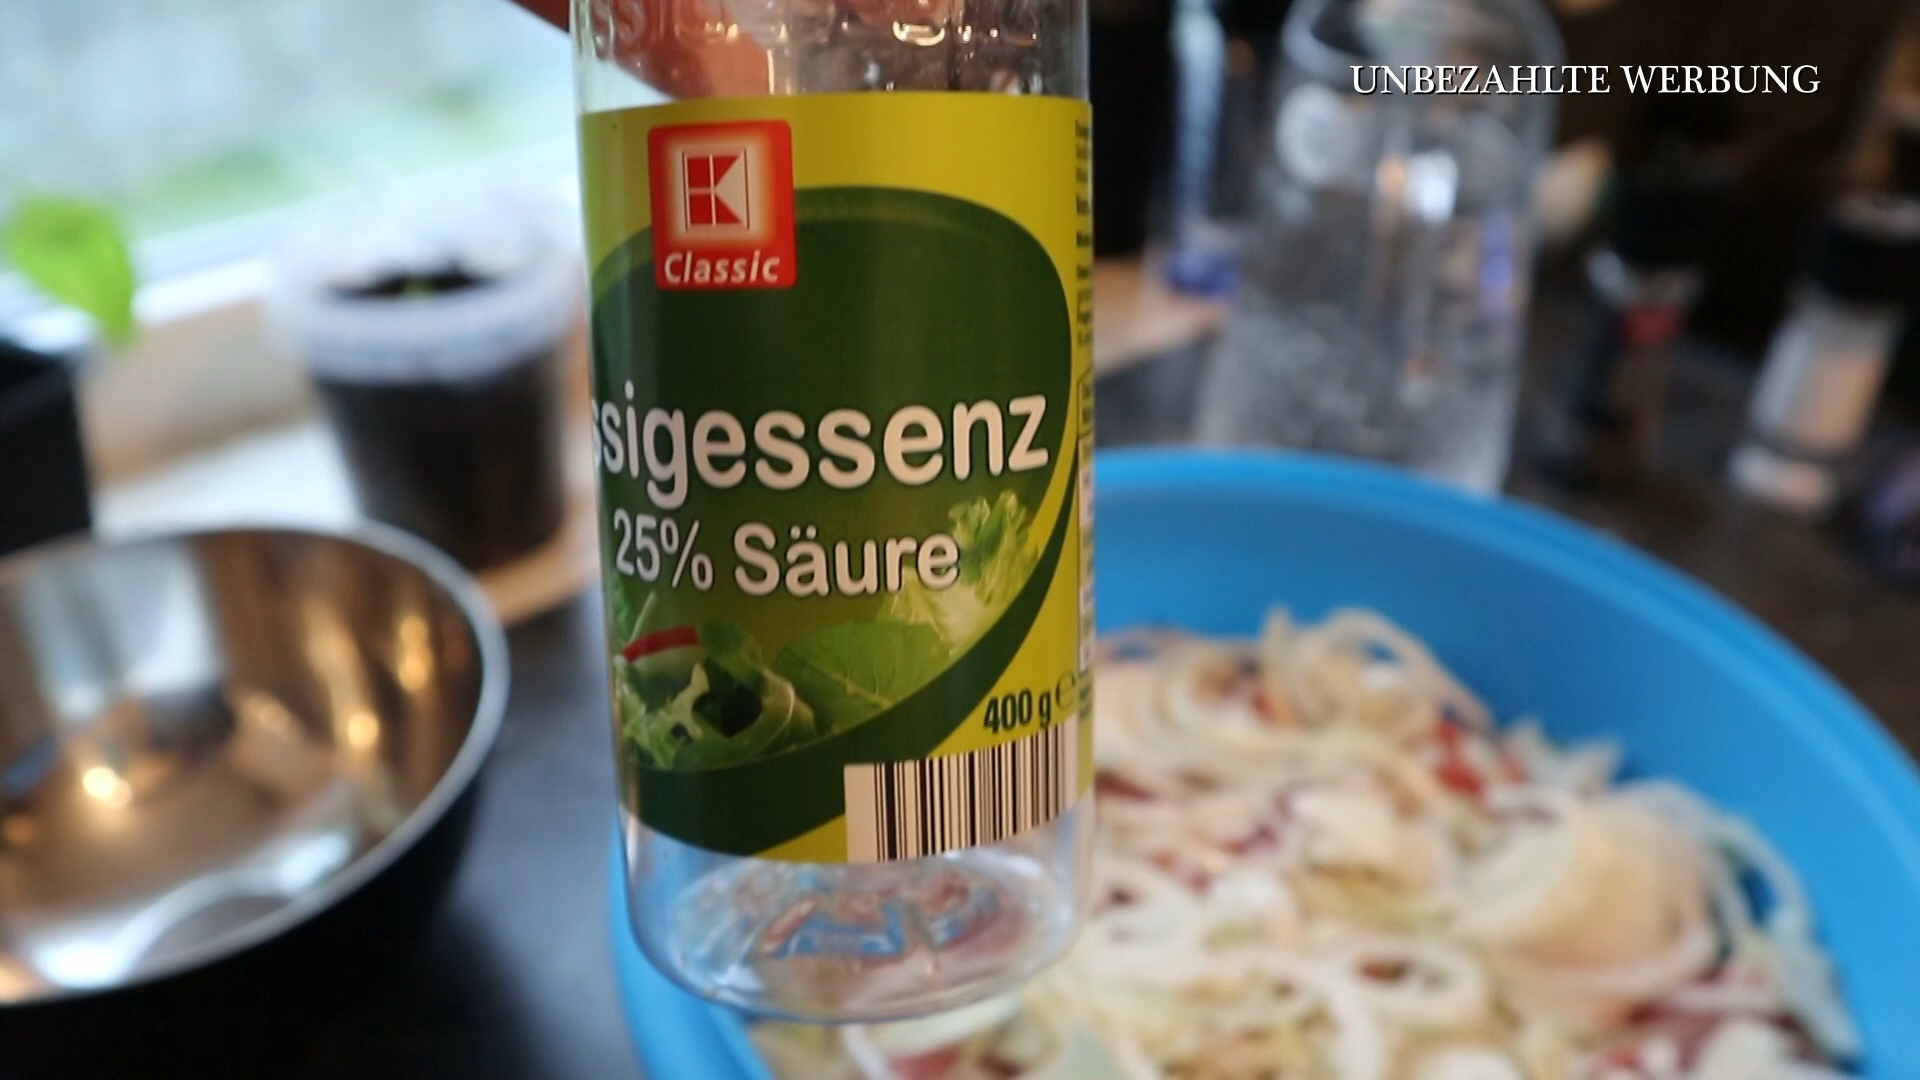 UNBEZAHLTE WERBUNG
K
Classic
ssigessenz
25% Säure
400 g e